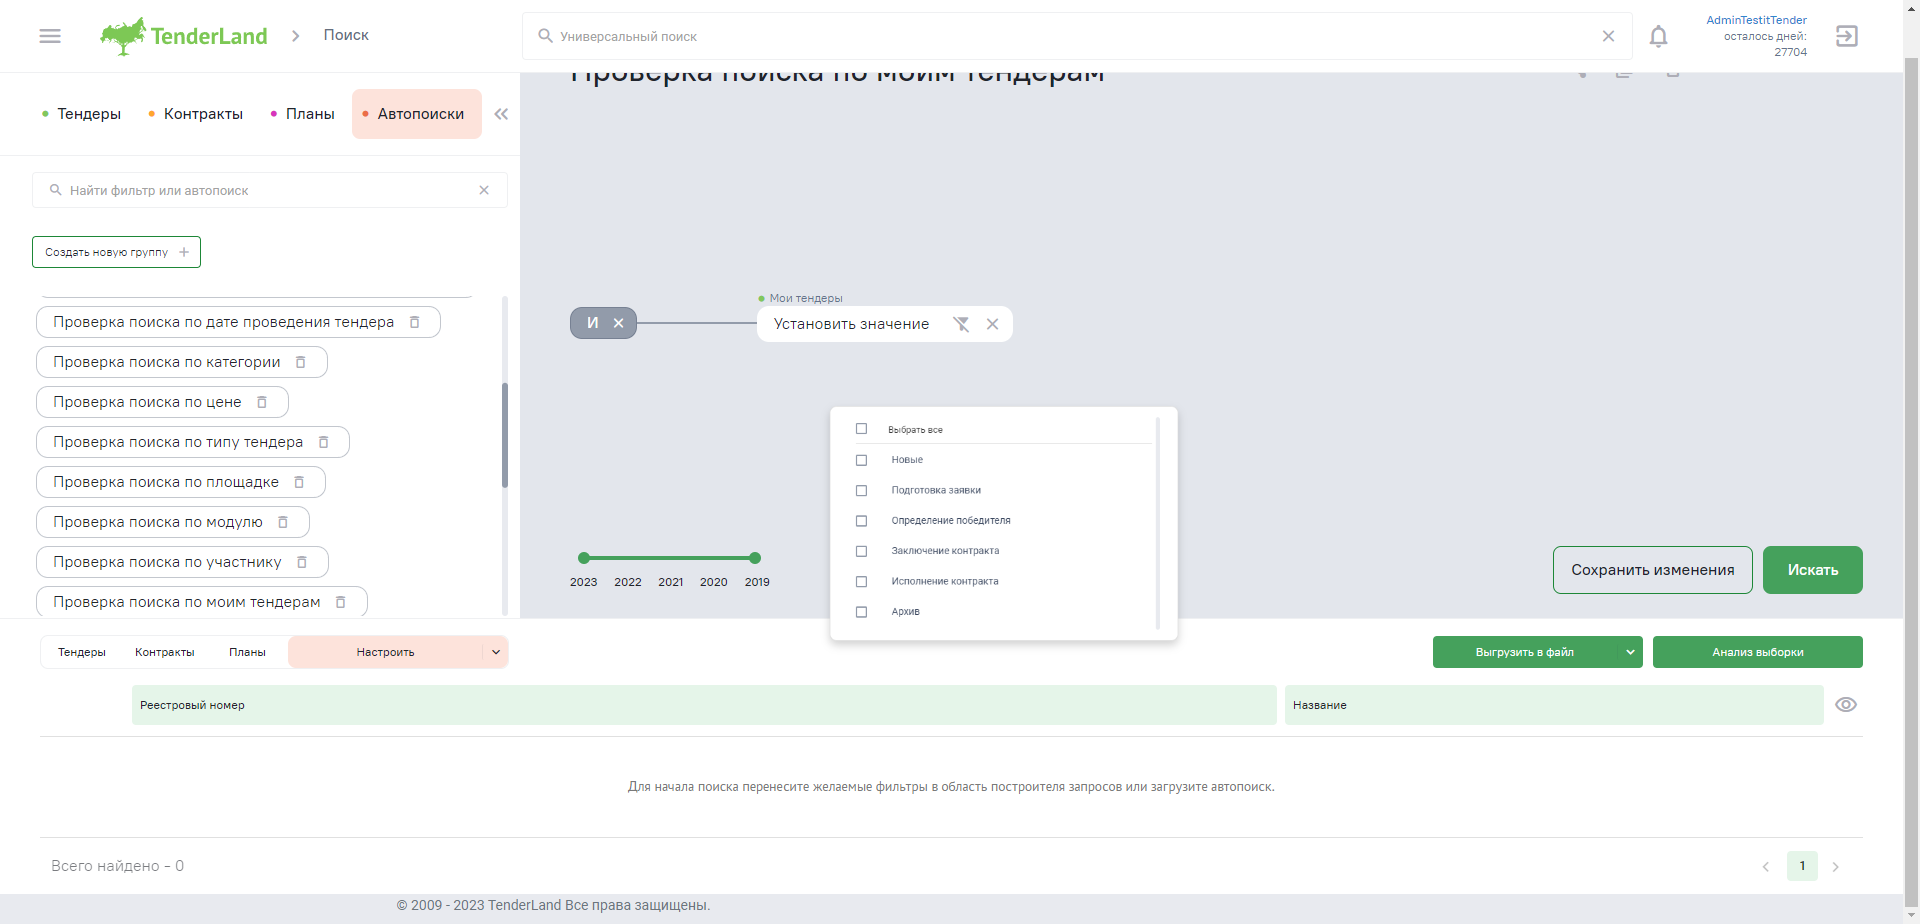 TenderLand
Поиск
Универсальный поиск
AdminTestitTender
осталось дней:
27704
Тендеры
Контракты
Планы
Автопоиски
Проверка поиска по моим тендерам
Найти фильтр или автопоиск
Создать новую группу
Мои тендеры
И
Установить значение
Проверка поиска по дате проведения тендера
Проверка поиска по категории
Проверка поиска по цене
Проверка поиска по типу тендера
Проверка поиска по площадке
Проверка поиска по модулю
Проверка поиска по участнику
Проверка поиска по моим тендерам
Выбрать все
Новые
Подготовка заявки
Определение победителя
Заключение контракта
Исполнение контракта
Архив
2023 2022 2021 2020 2019
Сохранить изменения
Искать
Тендеры
Контракты
Планы
Настроить
Выгрузить в файл
Анализ выборки
Реестровый номер
Название
Для начала поиска перенесите желаемые фильтры в область построителя запросов или загрузите автопоиск.
Всего найдено - 0
1
© 2009 - 2023 TenderLand Все права защищены.